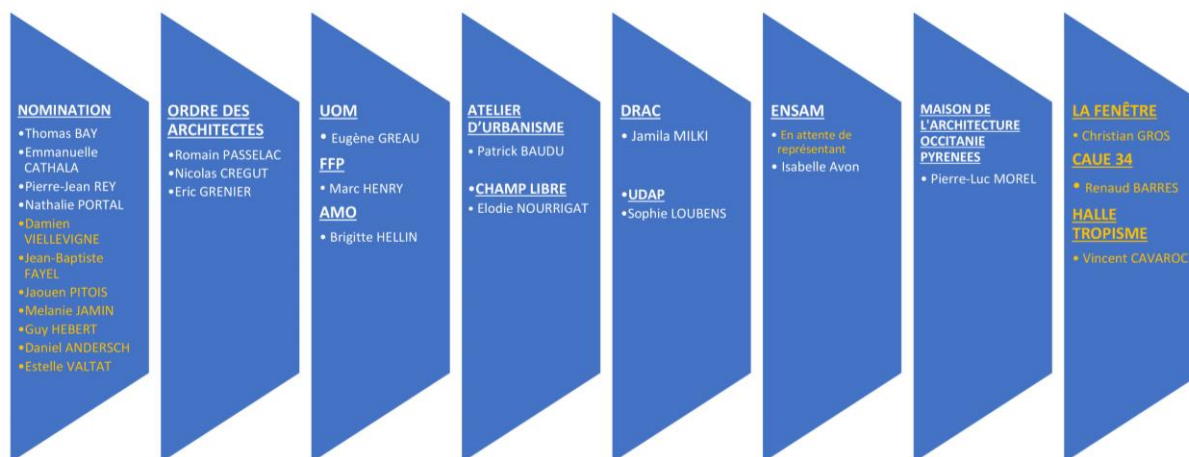 NOMINATION
•Thomas BAY
•Emmanuelle
CATHALA
•Pierre-Jean REY
•Nathalie PORTAL
•Damien
VIELLEVIGNE
•Jean-Baptiste
FAYEL
•Jaouen PITOIS
•Melanie JAMIN
•Guy HEBERT
•Daniel ANDERSCH
•Estelle VALTAT
ORDRE DES
ARCHITECTES
•Romain PASSELAC
•Nicolas CREGUT
•Eric GRENIER
UOM
• Eugène GREAU
FFP
• Marc HENRY
AMO
• Brigitte HELLIN
ATELIER
D’URBANISME
• Patrick BAUDU
•CHAMP LIBRE
• Elodie NOURRIGAT
DRAC
• Jamila MILKI
•UDAP
•Sophie LOUBENS
ENSAM
• En attente de
représentant
• Isabelle Avon
MAISON DE
L'ARCHITECTURE
OCCITANIE
PYRENEES
• Pierre-Luc MOREL
LA FENÊTRE
• Christian GROS
CAUE 34
• Renaud BARRES
HALLE
TROPISME
• Vincent CAVAROC